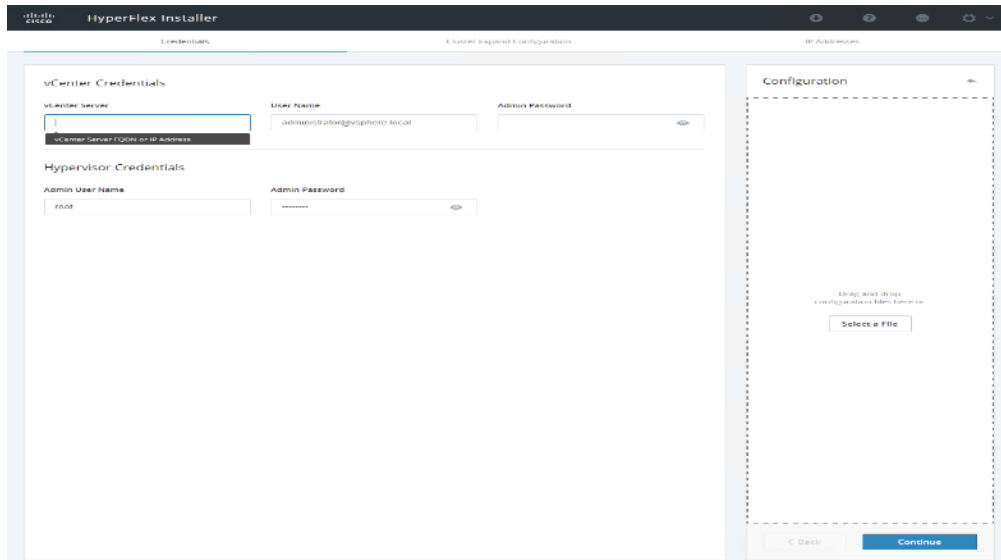 cisco
HyperFlex Installer
Credentials
Cluster Expand Configuration
IP Addresses
vCenter Credentials
vCenter Server
User Name
Admin Password
administrator@vsphere.local
vCenter Server FQDN or IP Address
Hypervisor Credentials
Admin User Name
Admin Password
root
Configuration
Drag and drop
configuration files here or
Select a File
< Back
Continue